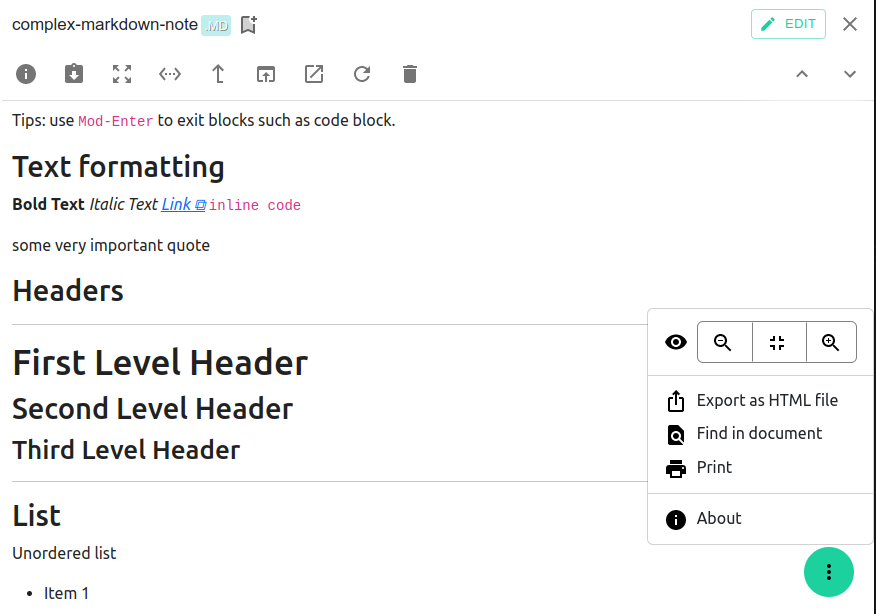 complex-markdown-note .MD
EDIT
Tips: use Mod-Enter to exit blocks such as code block.
Text formatting
Bold Text Italic Text Link inline code
some very important quote
Headers
First Level Header
Second Level Header
Third Level Header
Export as HTML file
Find in document
Print
About
List
Unordered list
• Item 1